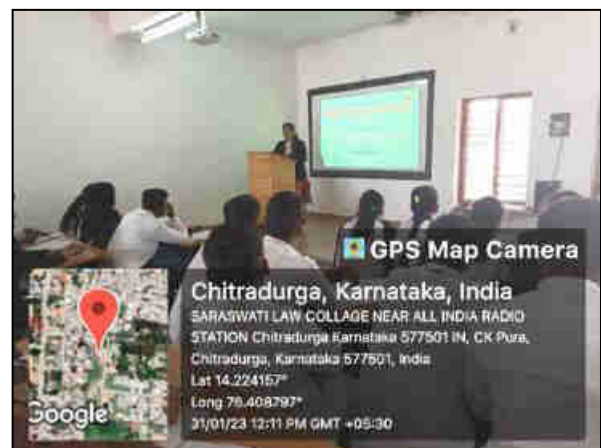 GPS Map Camera
Chitradurga, Karnataka, India
SARASWATI LAW COLLAGE NEAR ALL INDIA RADIO
STATION Chitradurga Karnataka 577501 IN, CK Pura,
Chitradurga, Karnataka 577501, India
Lat 14.224157°
Long 76.408797°
31/01/23 12:11 PM GMT +05:30
Google